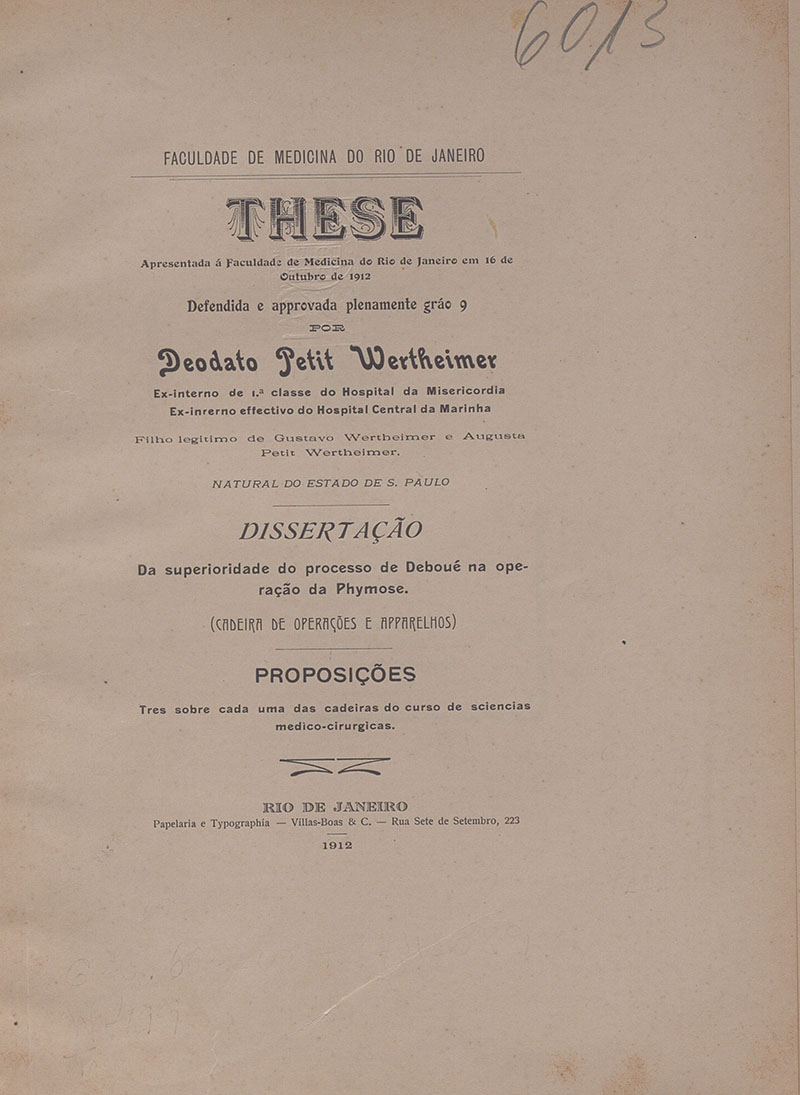 6013
FACULDADE DE MEDICINA DO RIO DE JANEIRO
THESE
Apresentada á Faculdade de Medicina do Rio de Janeiro em 16 de
Outubro de 1912
Defendida e approvada plenamente gráo 9
POR
Deodato Petit Wertheimer
Ex-interno de 1.ª classe do Hospital da Misericordia
Ex-inrerno effectivo do Hospital Central da Marinha
Filho legitimo de Gustavo Wertheimer e Augusta
Petit Wertheimer.
NATURAL DO ESTADO DE S. PAULO
DISSERTAÇÃO
Da superioridade do processo de Deboué na ope-
ração da Phymose.
(CADEIRA DE OPERAÇÕES E APPARELHOS)
PROPOSIÇÕES
Tres sobre cada uma das cadeiras do curso de sciencias
medico-cirurgicas.
RIO DE JANEIRO
Papelaria e Typographia — Villas-Boas & C. — Rua Sete de Setembro, 223
1912